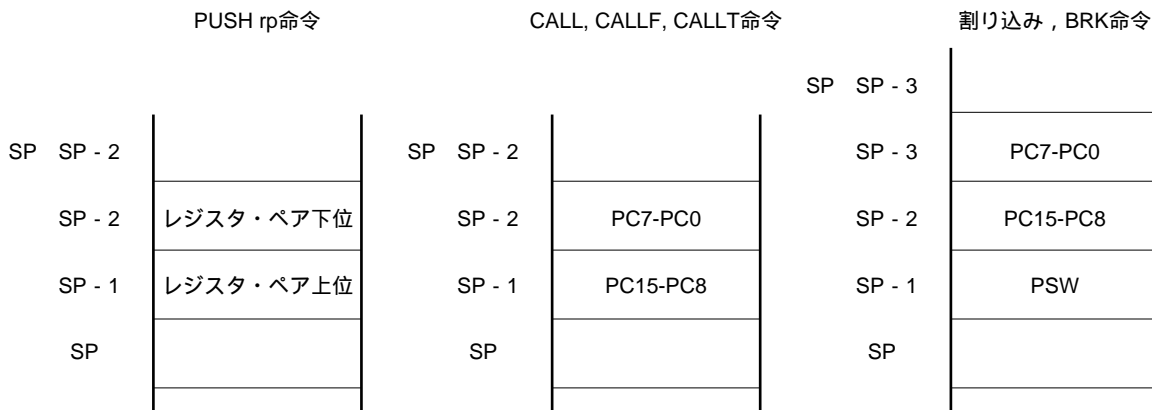 PUSH rp命令 CALL, CALLF, CALLT命令 割り込み，BRK命令
SP SP - 3
SP SP - 2 SP SP - 2 SP - 3 PC7-PC0
SP - 2 レジスタ・ペア下位 SP - 2 PC7-PC0 SP - 2 PC15-PC8
SP - 1 レジスタ・ペア上位 SP - 1 PC15-PC8 SP - 1 PSW
SP SP SP